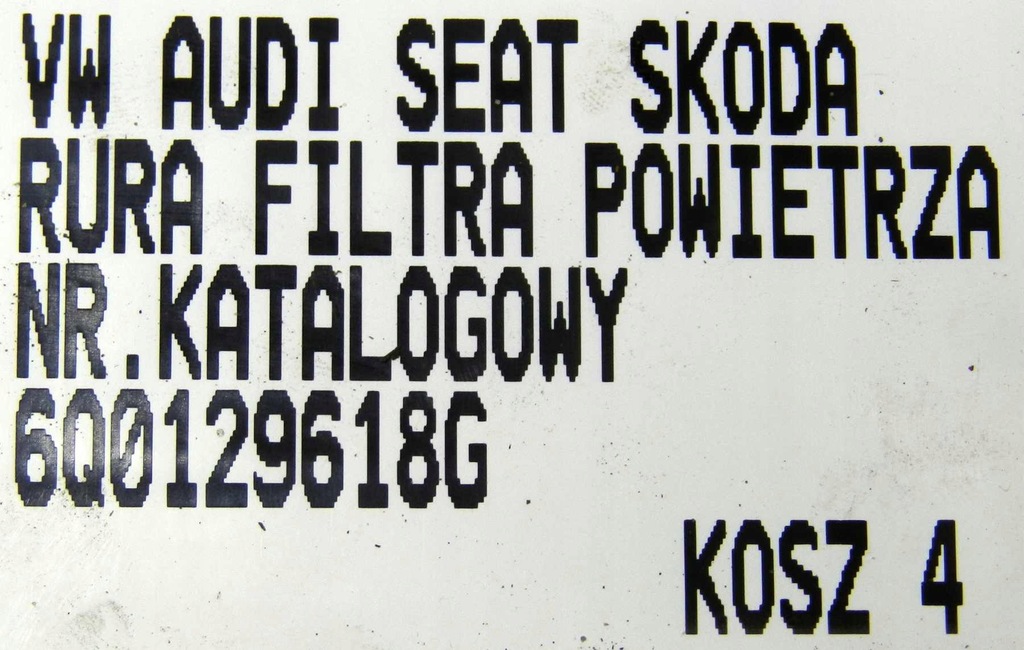 VW AUDI SEAT SKODA
RURA FILTRA POWIETRZA
NR.KATALOGOWY
6Q0129618G
KOSZ 4